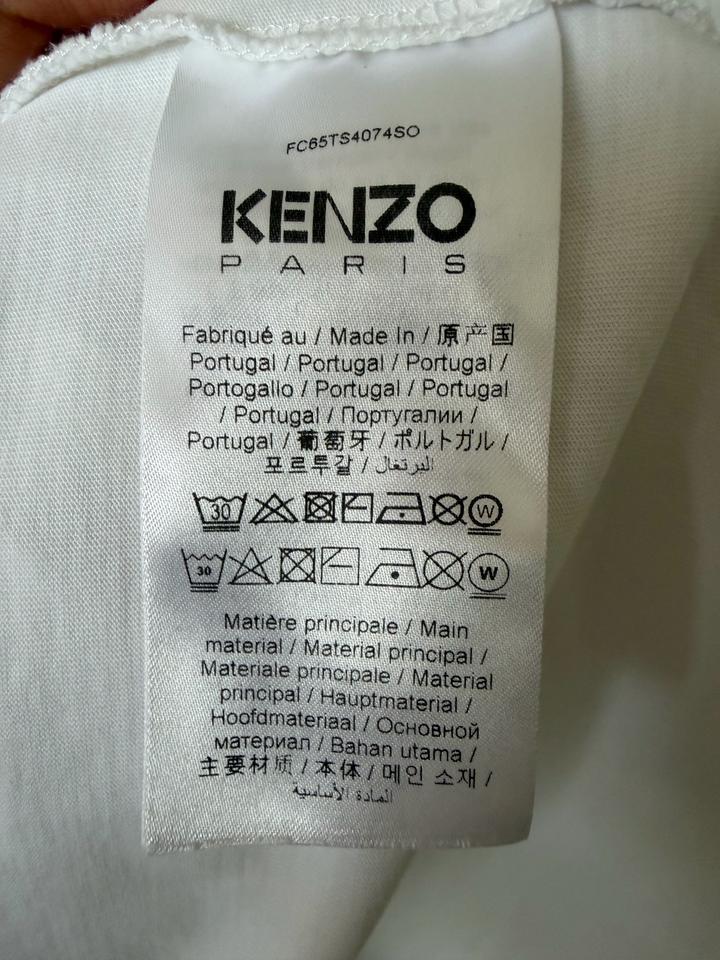 FC65TS4074SO
KENZO
PARIS
Fabriqué au / Made In / 原产国
Portugal / Portugal / Portugal /
Portogallo / Portugal / Portugal
/ Portugal / Португалии /
Portugal / 葡萄牙 / ポルトガル /
포르투갈 / البرتغال
30 W
30 W
Matière principale / Main
material / Material principal /
Materiale principale / Material
principal / Hauptmaterial /
Hoofdmateriaal / Основной
материал / Bahan utama /
主要材质 / 本体 / 메인 소재 /
المادة الأساسية